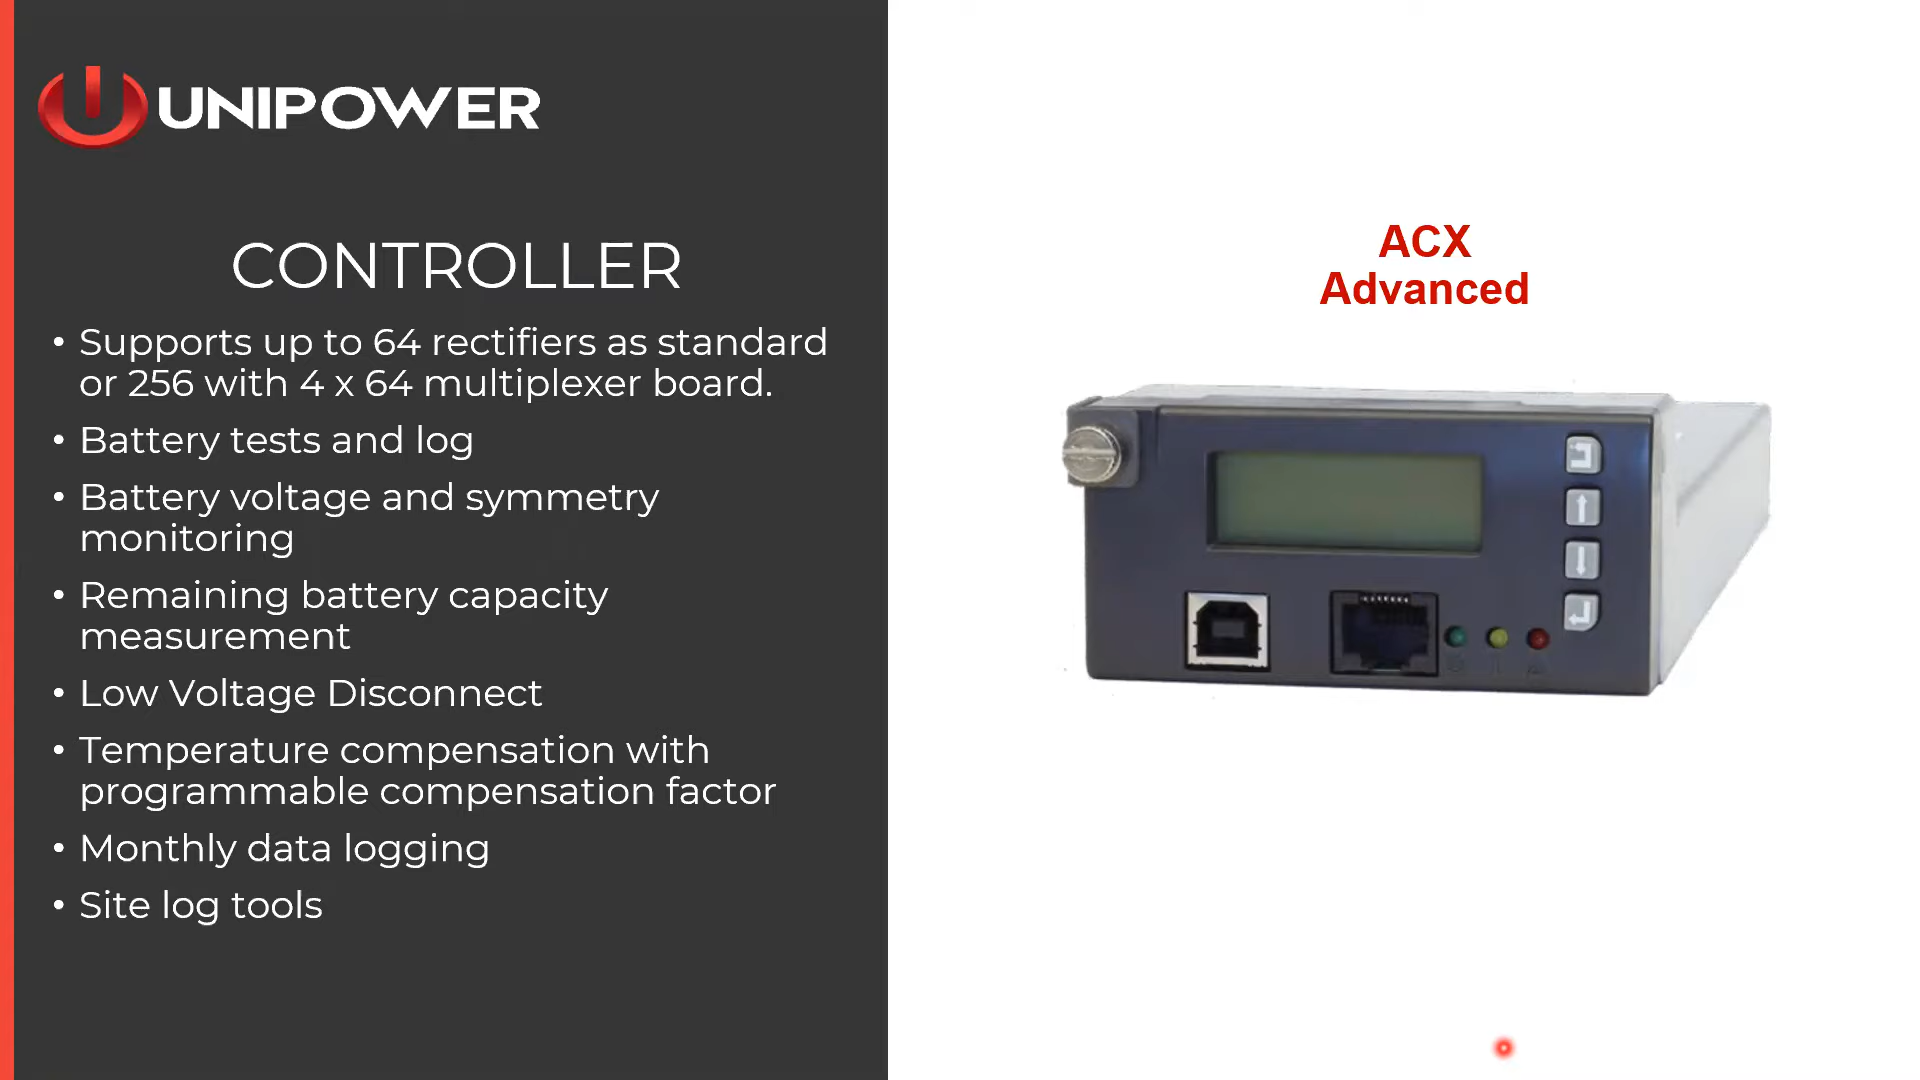 UNIPOWER
CONTROLLER
• Supports up to 64 rectifiers as standard
or 256 with 4 x 64 multiplexer board.
• Battery tests and log
• Battery voltage and symmetry
monitoring
• Remaining battery capacity
measurement
• Low Voltage Disconnect
• Temperature compensation with
programmable compensation factor
• Monthly data logging
• Site log tools
ACX
Advanced